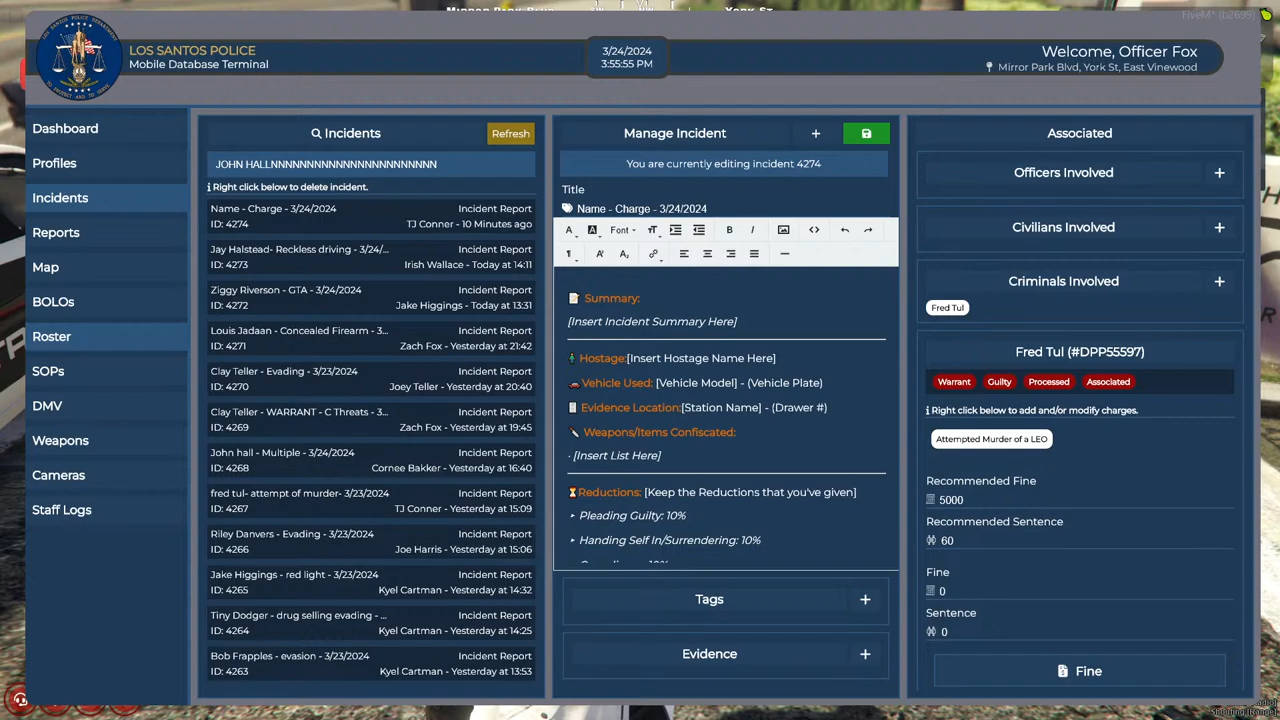 Mirror Park Blvd
York St
FiveM® (b2699)
LOS SANTOS POLICE
Mobile Database Terminal
3/24/2024
3:55:55 PM
Welcome, Officer Fox
Mirror Park Blvd, York St, East Vinewood
Dashboard
Profiles
Incidents
Reports
Map
BOLOs
Roster
SOPs
DMV
Weapons
Cameras
Staff Logs
Incidents
Refresh
JOHN HALLNNNNNNNNNNNNNNNNNNNNNNN
Right click below to delete incident.
Name - Charge - 3/24/2024 Incident Report
ID: 4274 TJ Conner - 10 Minutes ago
Jay Halstead- Reckless driving - 3/24/... Incident Report
ID: 4273 Irish Wallace - Today at 14:11
Ziggy Riverson - GTA - 3/24/2024 Incident Report
ID: 4272 Jake Higgings - Today at 13:31
Louis Jadaan - Concealed Firearm - 3... Incident Report
ID: 4271 Zach Fox - Yesterday at 21:42
Clay Teller - Evading - 3/23/2024 Incident Report
ID: 4270 Joey Teller - Yesterday at 20:40
Clay Teller - WARRANT - C Threats - 3... Incident Report
ID: 4269 Zach Fox - Yesterday at 19:45
John hall - Multiple - 3/24/2024 Incident Report
ID: 4268 Cornee Bakker - Yesterday at 16:40
fred tul- attempt of murder- 3/23/2024 Incident Report
ID: 4267 TJ Conner - Yesterday at 15:09
Riley Danvers - Evading - 3/23/2024 Incident Report
ID: 4266 Joe Harris - Yesterday at 15:06
Jake Higgings - red light - 3/23/2024 Incident Report
ID: 4265 Kyel Cartman - Yesterday at 14:32
Tiny Dodger - drug selling evading - ... Incident Report
ID: 4264 Kyel Cartman - Yesterday at 14:25
Bob Frapples - evasion - 3/23/2024 Incident Report
ID: 4263 Kyel Cartman - Yesterday at 13:53
Manage Incident
You are currently editing incident 4274
Title
Name - Charge - 3/24/2024
Font
Summary:
[Insert Incident Summary Here]
Hostage:[Insert Hostage Name Here]
Vehicle Used: [Vehicle Model] - (Vehicle Plate)
Evidence Location:[Station Name] - (Drawer #)
Weapons/Items Confiscated:
· [Insert List Here]
Reductions: [Keep the Reductions that you've given]
‣ Pleading Guilty: 10%
‣ Handing Self In/Surrendering: 10%
Tags
Evidence
Associated
Officers Involved
Civilians Involved
Criminals Involved
Fred Tul
Fred Tul (#DPP55597)
Warrant Guilty Processed Associated
Right click below to add and/or modify charges.
Attempted Murder of a LEO
Recommended Fine
5000
Recommended Sentence
60
Fine
0
Sentence
0
Fine